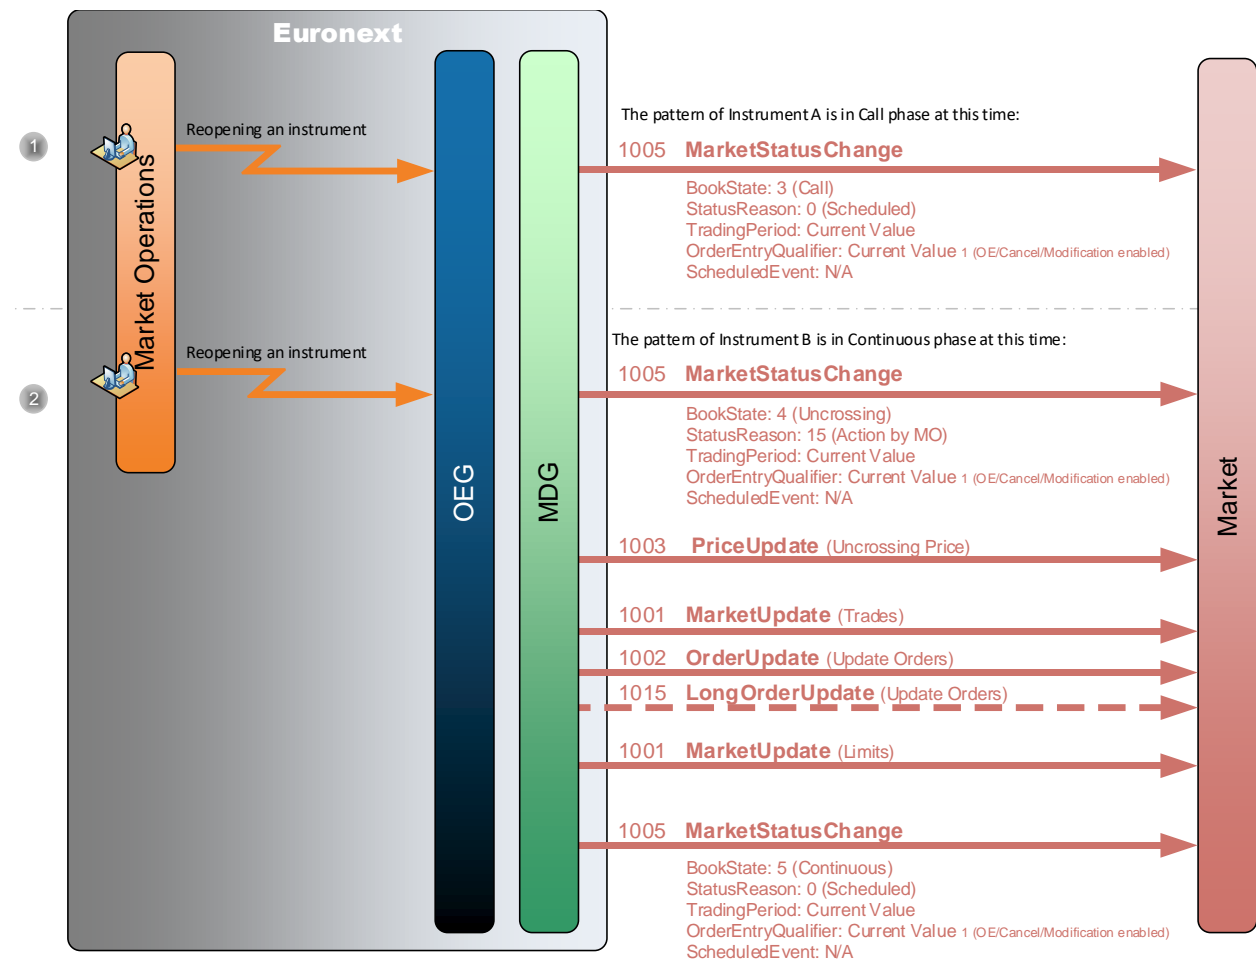 Euronext
The pattern of Instrument A is in Call phase at this time:
1
Reopening an instrument
1005 MarketStatusChange
BookState: 3 (Call)
StatusReason: 0 (Scheduled)
TradingPeriod: Current Value
OrderEntryQualifier: Current Value 1 (OE/Cancel/Modification enabled)
ScheduledEvent: N/A
Market Operations
2
Reopening an instrument
The pattern of Instrument B is in Continuous phase at this time:
1005 MarketStatusChange
BookState: 4 (Uncrossing)
StatusReason: 15 (Action by MO)
TradingPeriod: Current Value
OrderEntryQualifier: Current Value 1 (OE/Cancel/Modification enabled)
ScheduledEvent: N/A
OEG
MDG
Market
1003 PriceUpdate (Uncrossing Price)
1001 MarketUpdate (Trades)
1002 OrderUpdate (Update Orders)
1015 LongOrderUpdate (Update Orders)
1001 MarketUpdate (Limits)
1005 MarketStatusChange
BookState: 5 (Continuous)
StatusReason: 0 (Scheduled)
TradingPeriod: Current Value
OrderEntryQualifier: Current Value 1 (OE/Cancel/Modification enabled)
ScheduledEvent: N/A